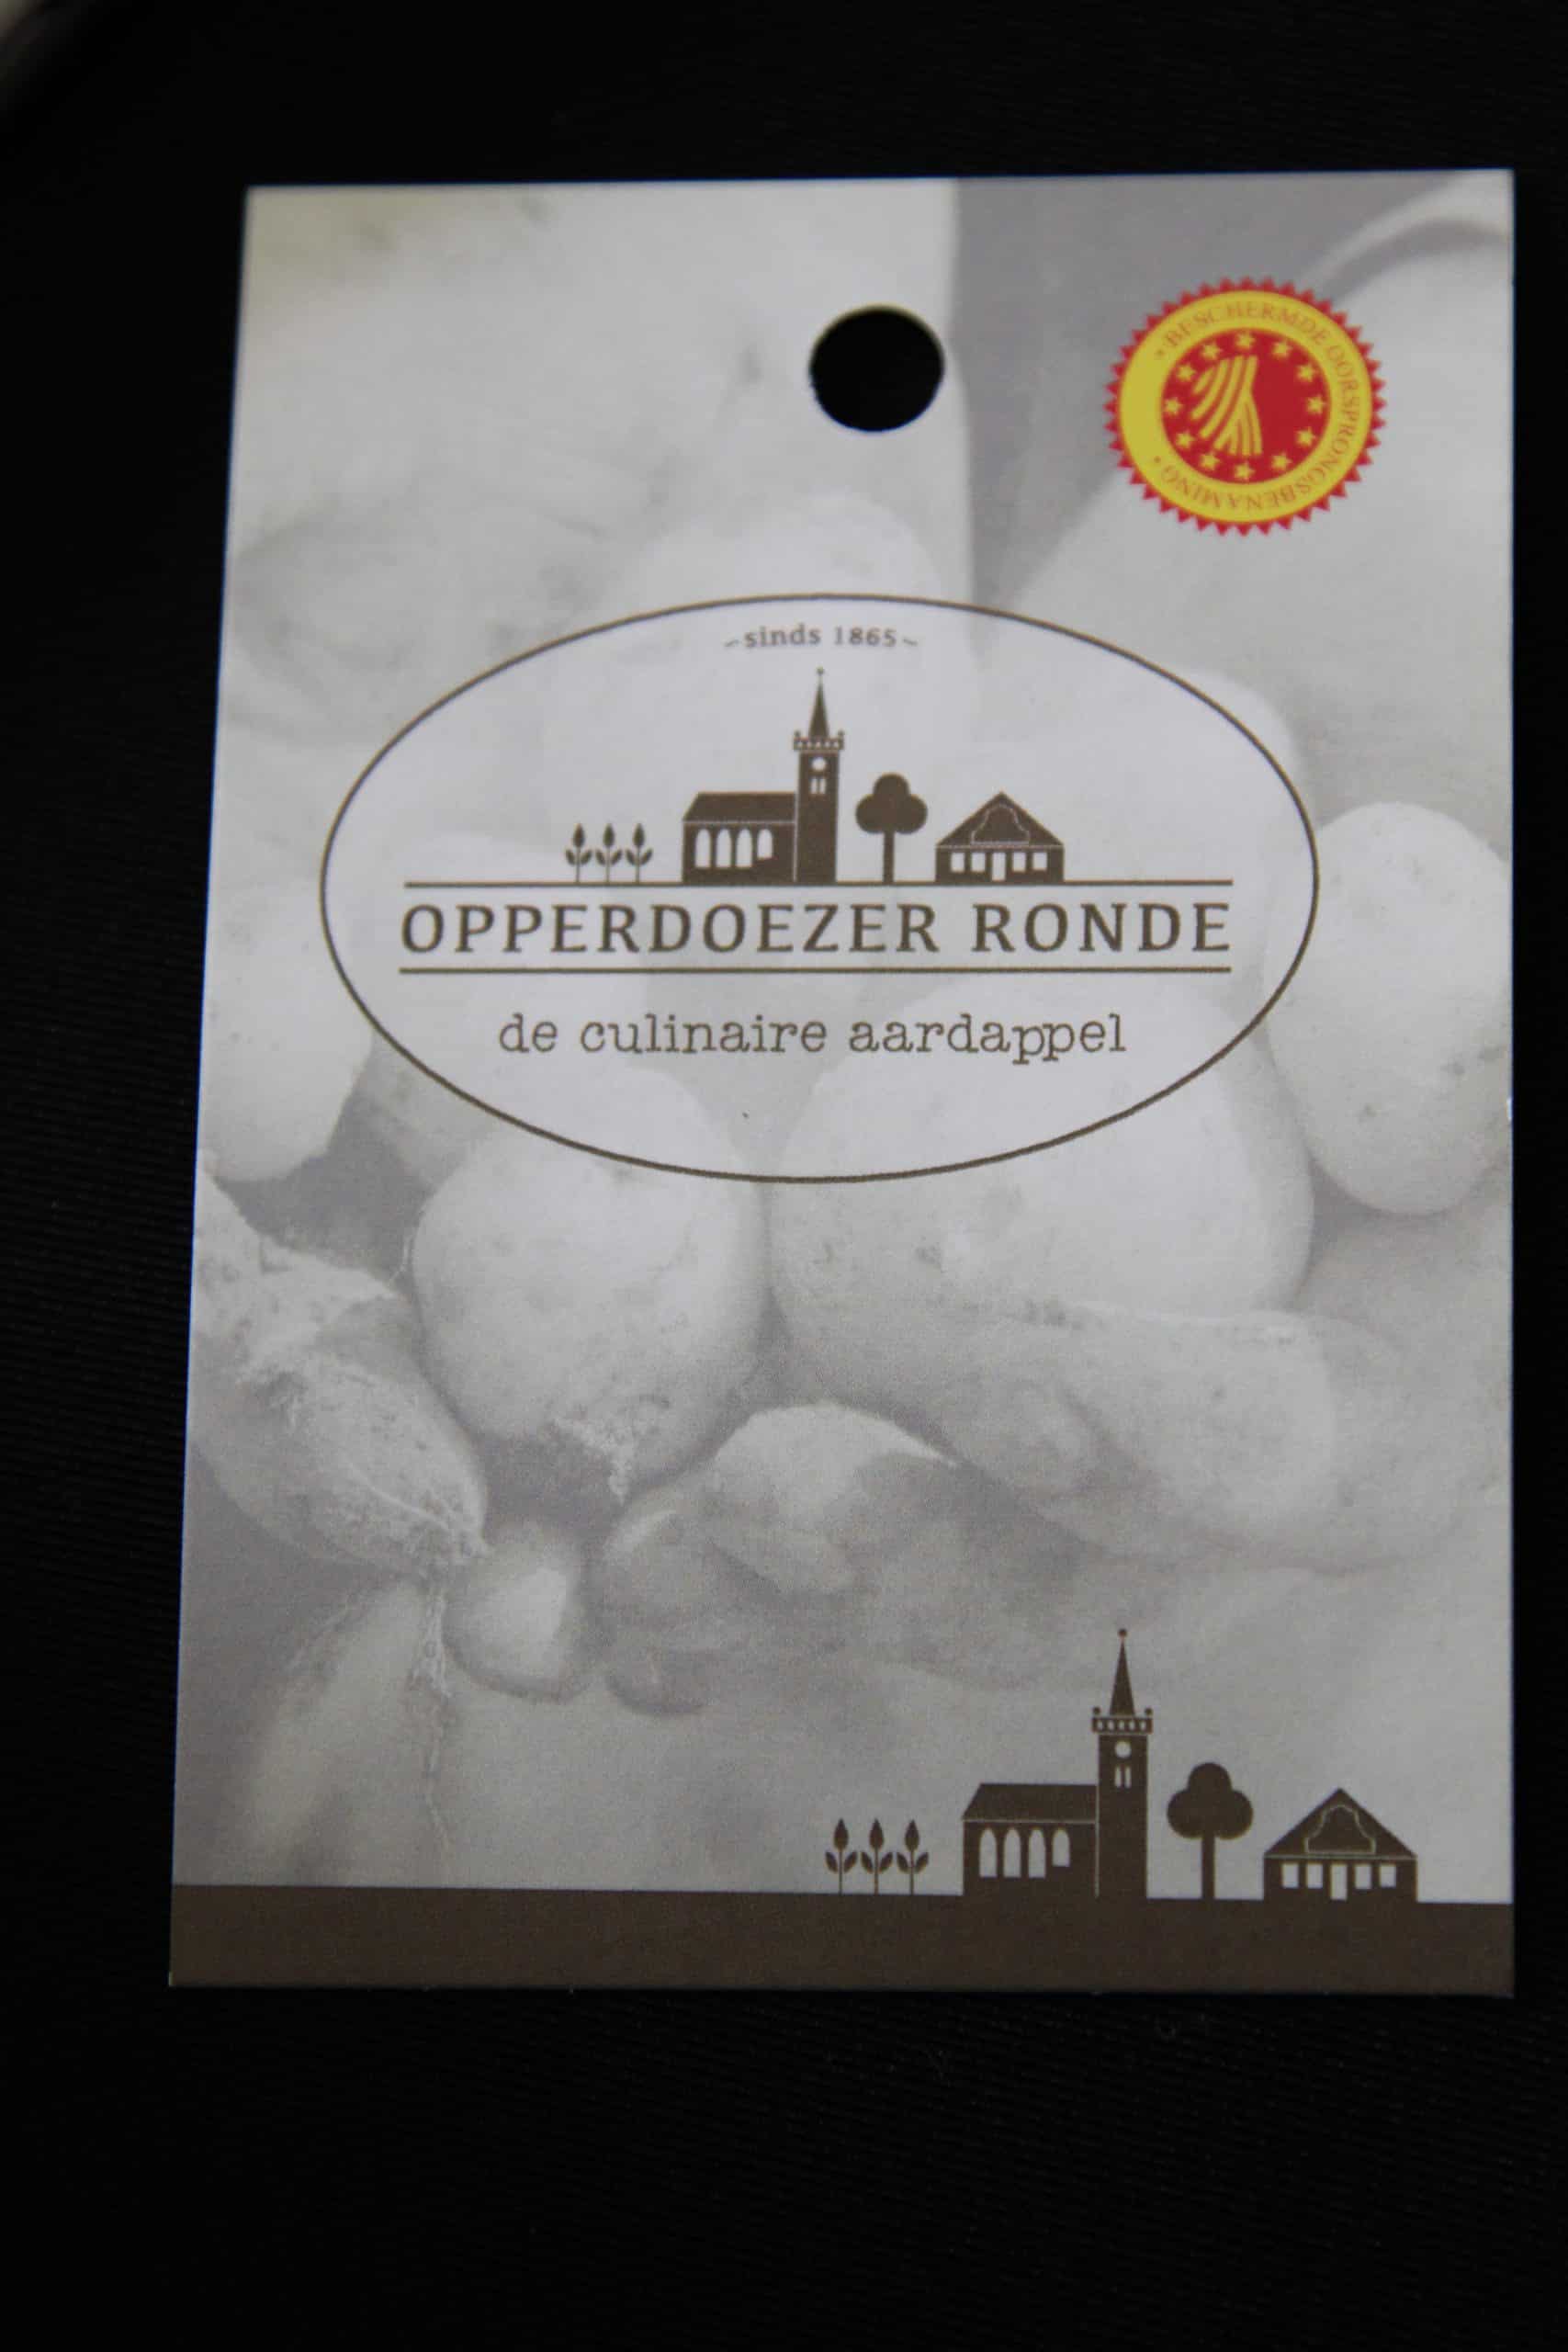 • BESCHERMDE OORSPRONGSBENAMING •
~sinds 1865~
OPPERDOEZER RONDE
de culinaire aardappel